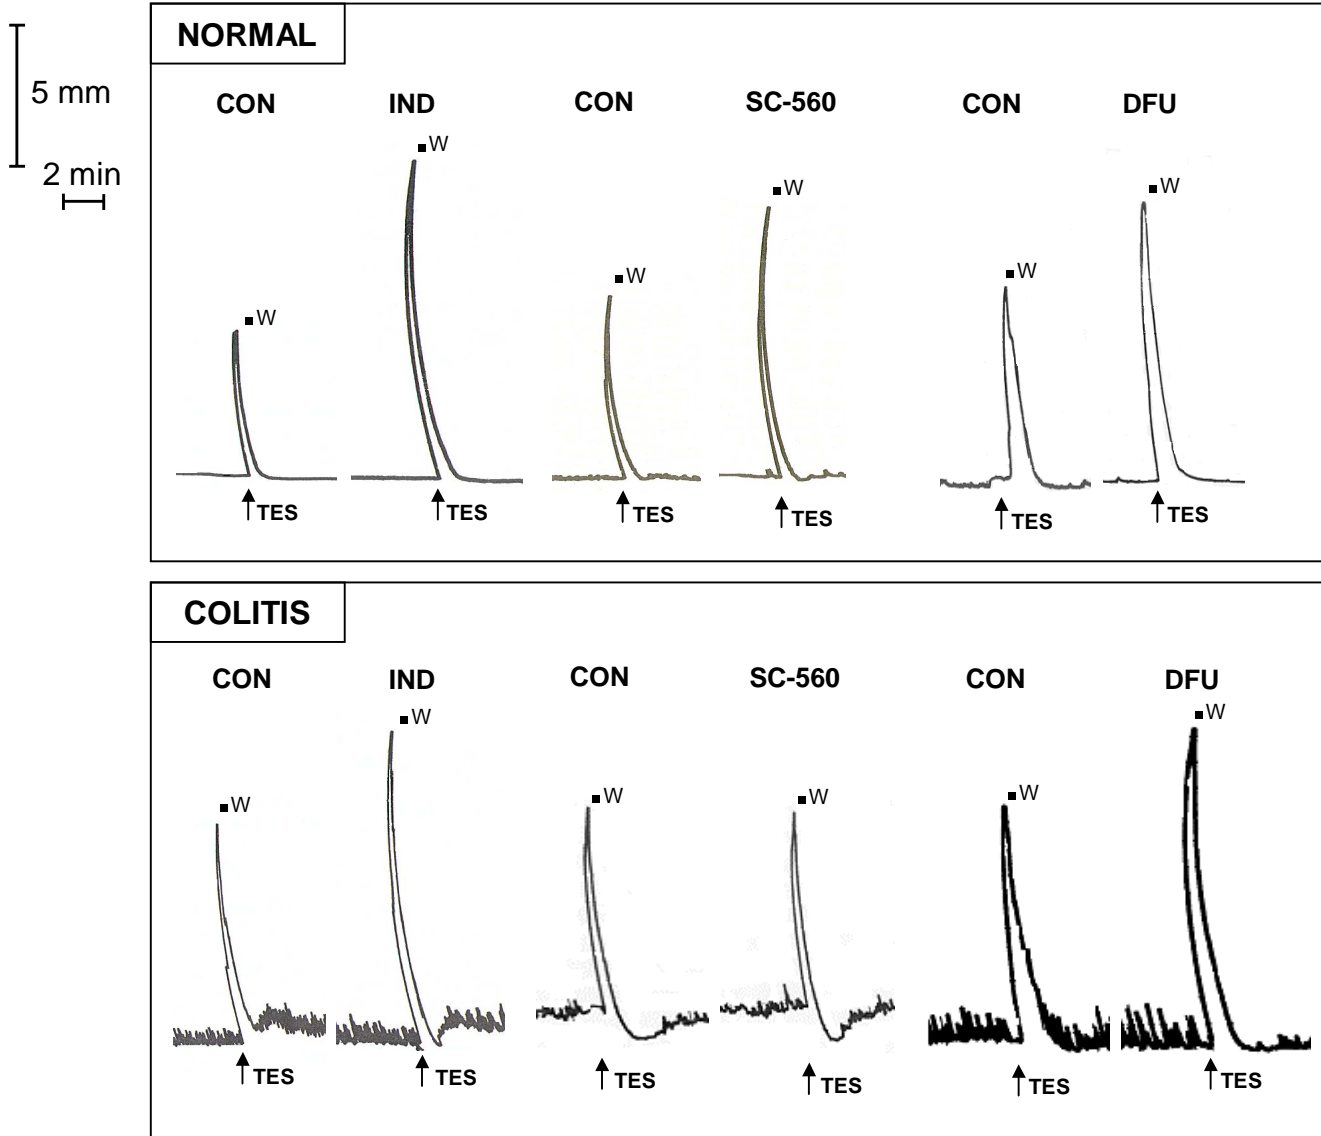 NORMAL
5 mm
2 min
CON IND CON SC-560 CON DFU
W W W W W W
TES TES TES TES TES TES
COLITIS
CON IND CON SC-560 CON DFU
W W W W W W
TES TES TES TES TES TES